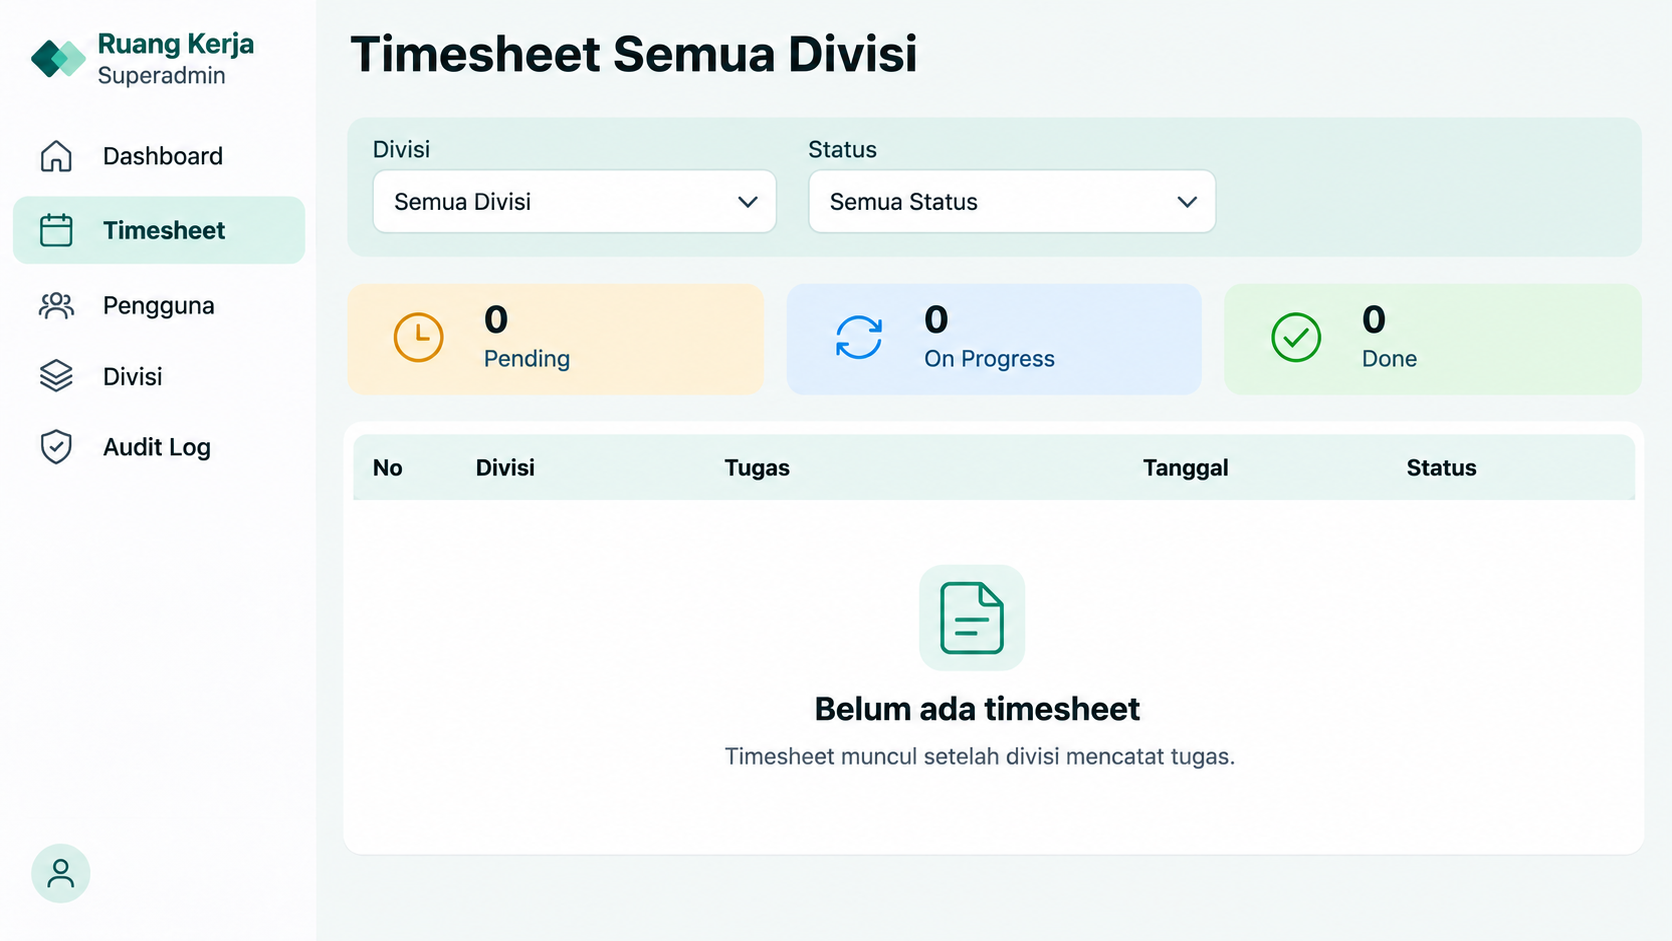 Ruang Kerja
Superadmin
Dashboard
Timesheet
Pengguna
Divisi
Audit Log
Timesheet Semua Divisi
Divisi
Status
Semua Divisi
Semua Status
0
Pending
0
On Progress
0
Done
No
Divisi
Tugas
Tanggal
Status
Belum ada timesheet
Timesheet muncul setelah divisi mencatat tugas.